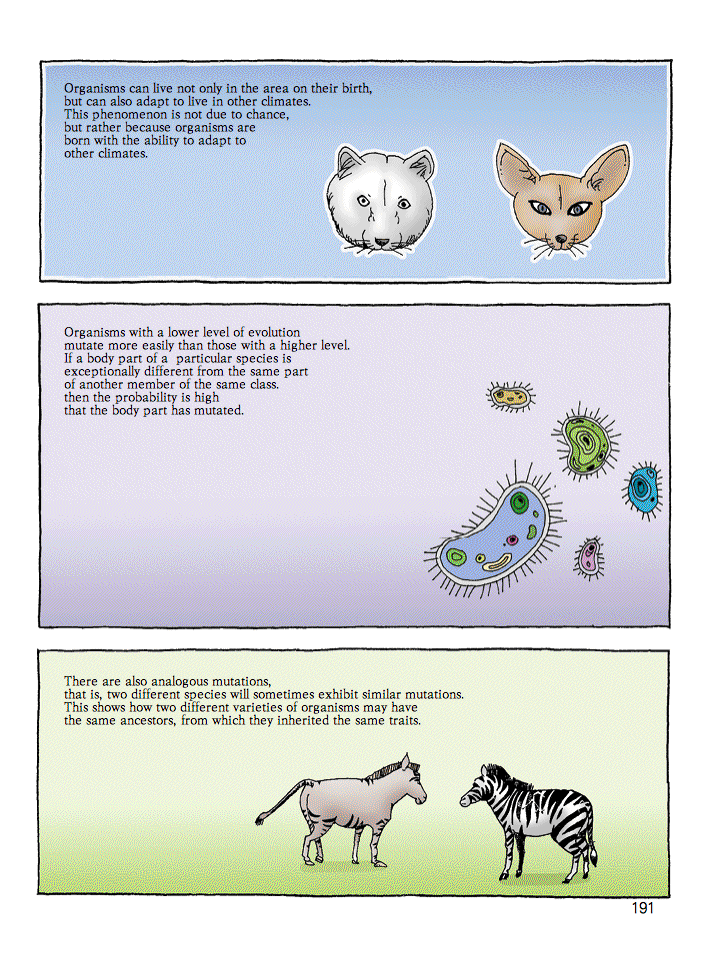 Organisms can live not only in the area on their birth,
but can also adapt to live in other climates.
This phenomenon is not due to chance,
but rather because organisms are
born with the ability to adapt to
other climates.
Organisms with a lower level of evolution
mutate more easily than those with a higher level.
If a body part of a particular species is
exceptionally different from the same part
of another member of the same class.
then the probability is high
that the body part has mutated.
There are also analogous mutations,
that is, two different species will sometimes exhibit similar mutations.
This shows how two different varieties of organisms may have
the same ancestors, from which they inherited the same traits.
191